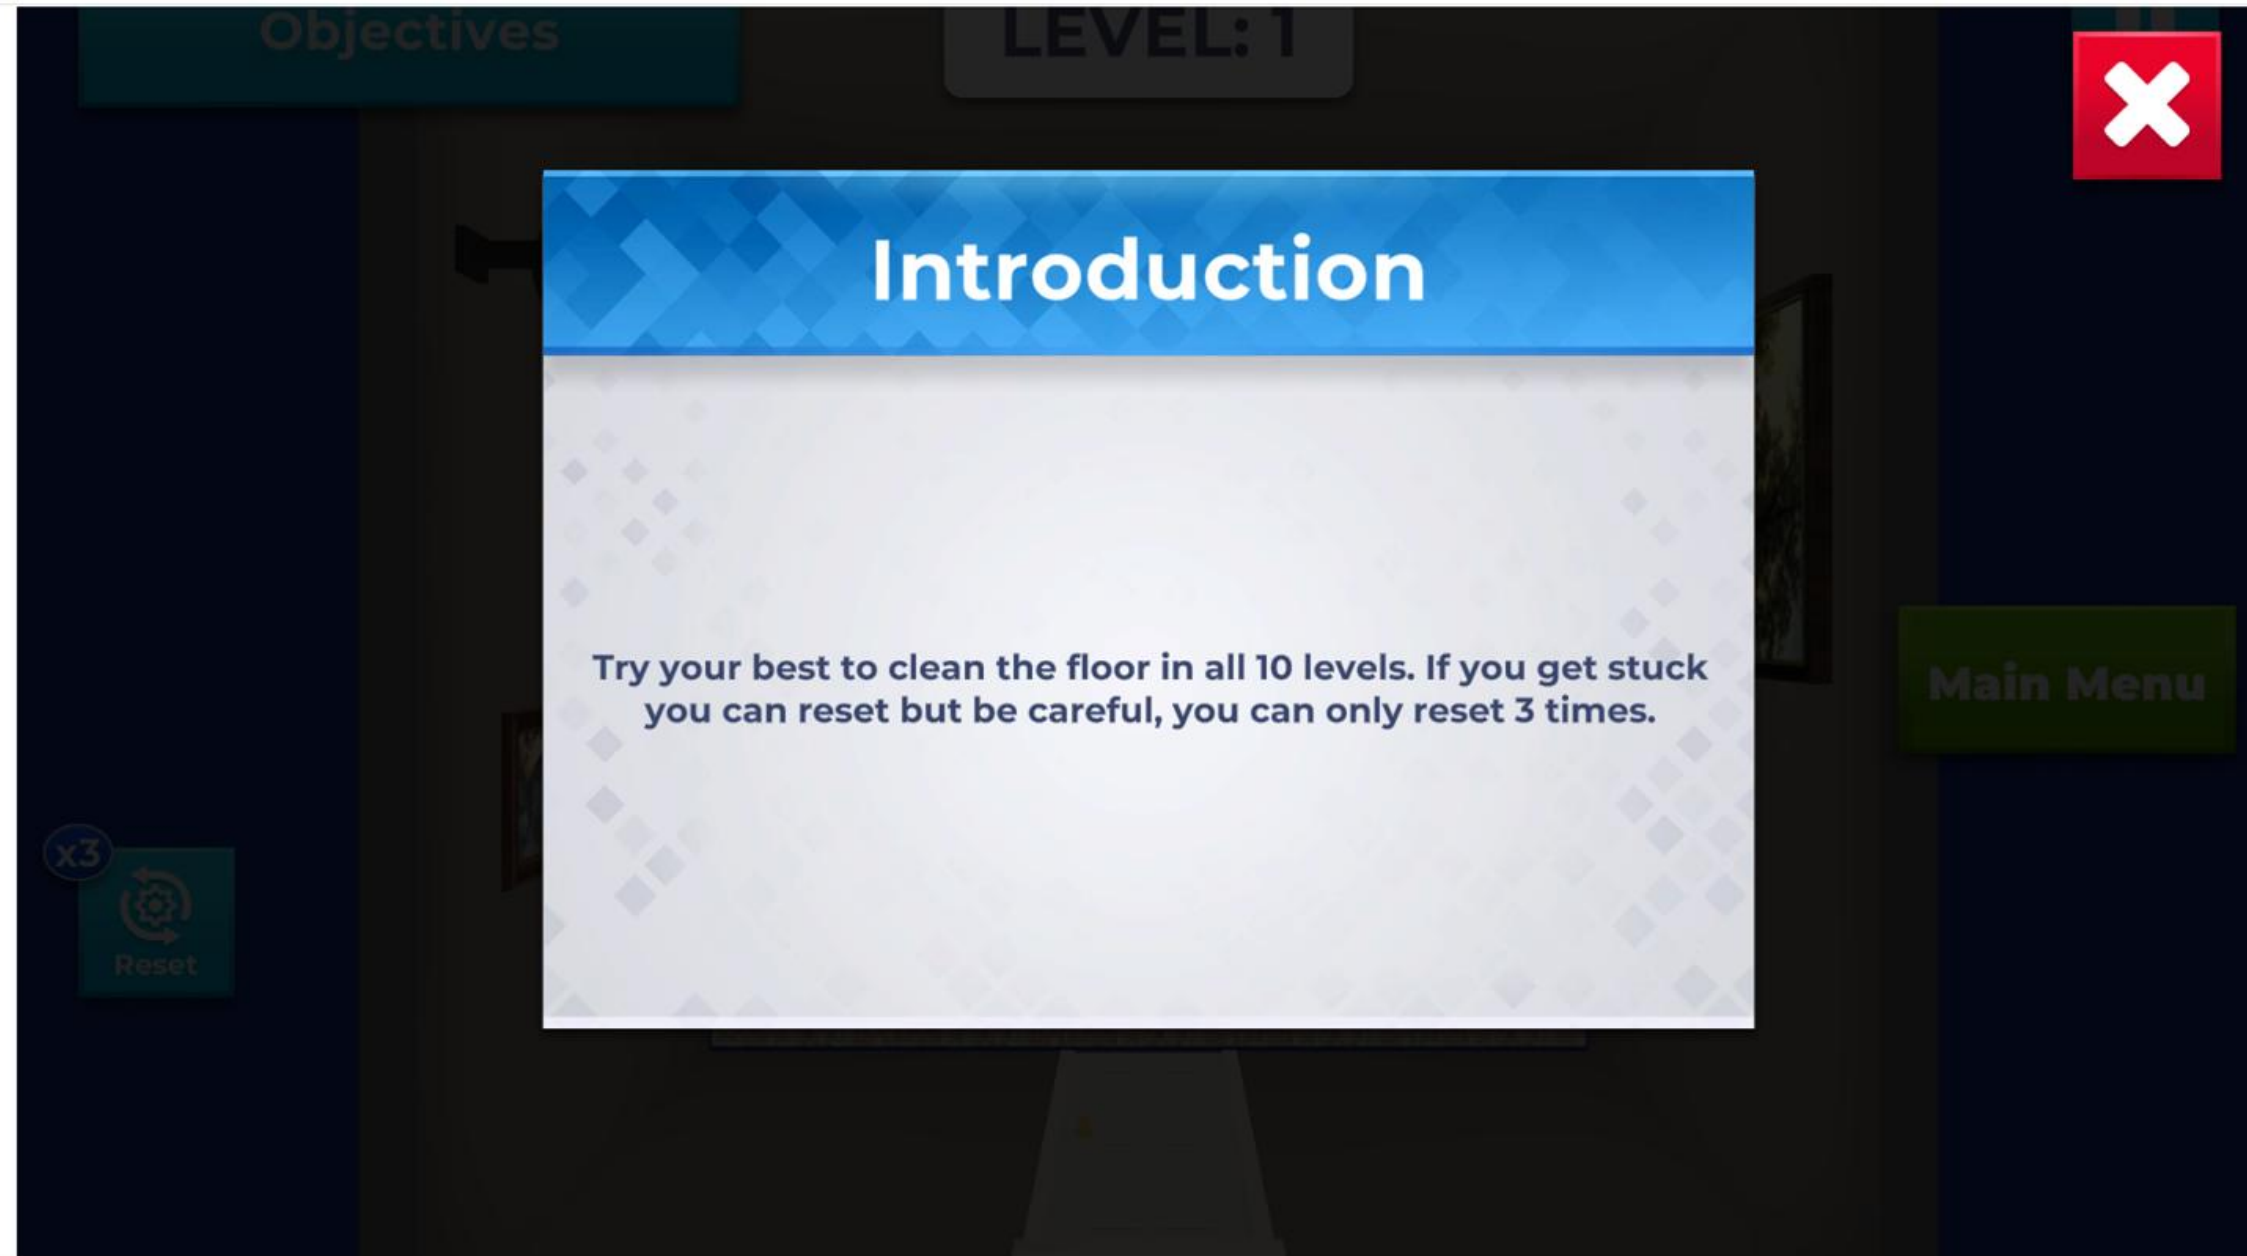 Objectives
LEVEL: 1
Introduction
Try your best to clean the floor in all 10 levels. If you get stuck
you can reset but be careful, you can only reset 3 times.
Main Menu
x3
Reset